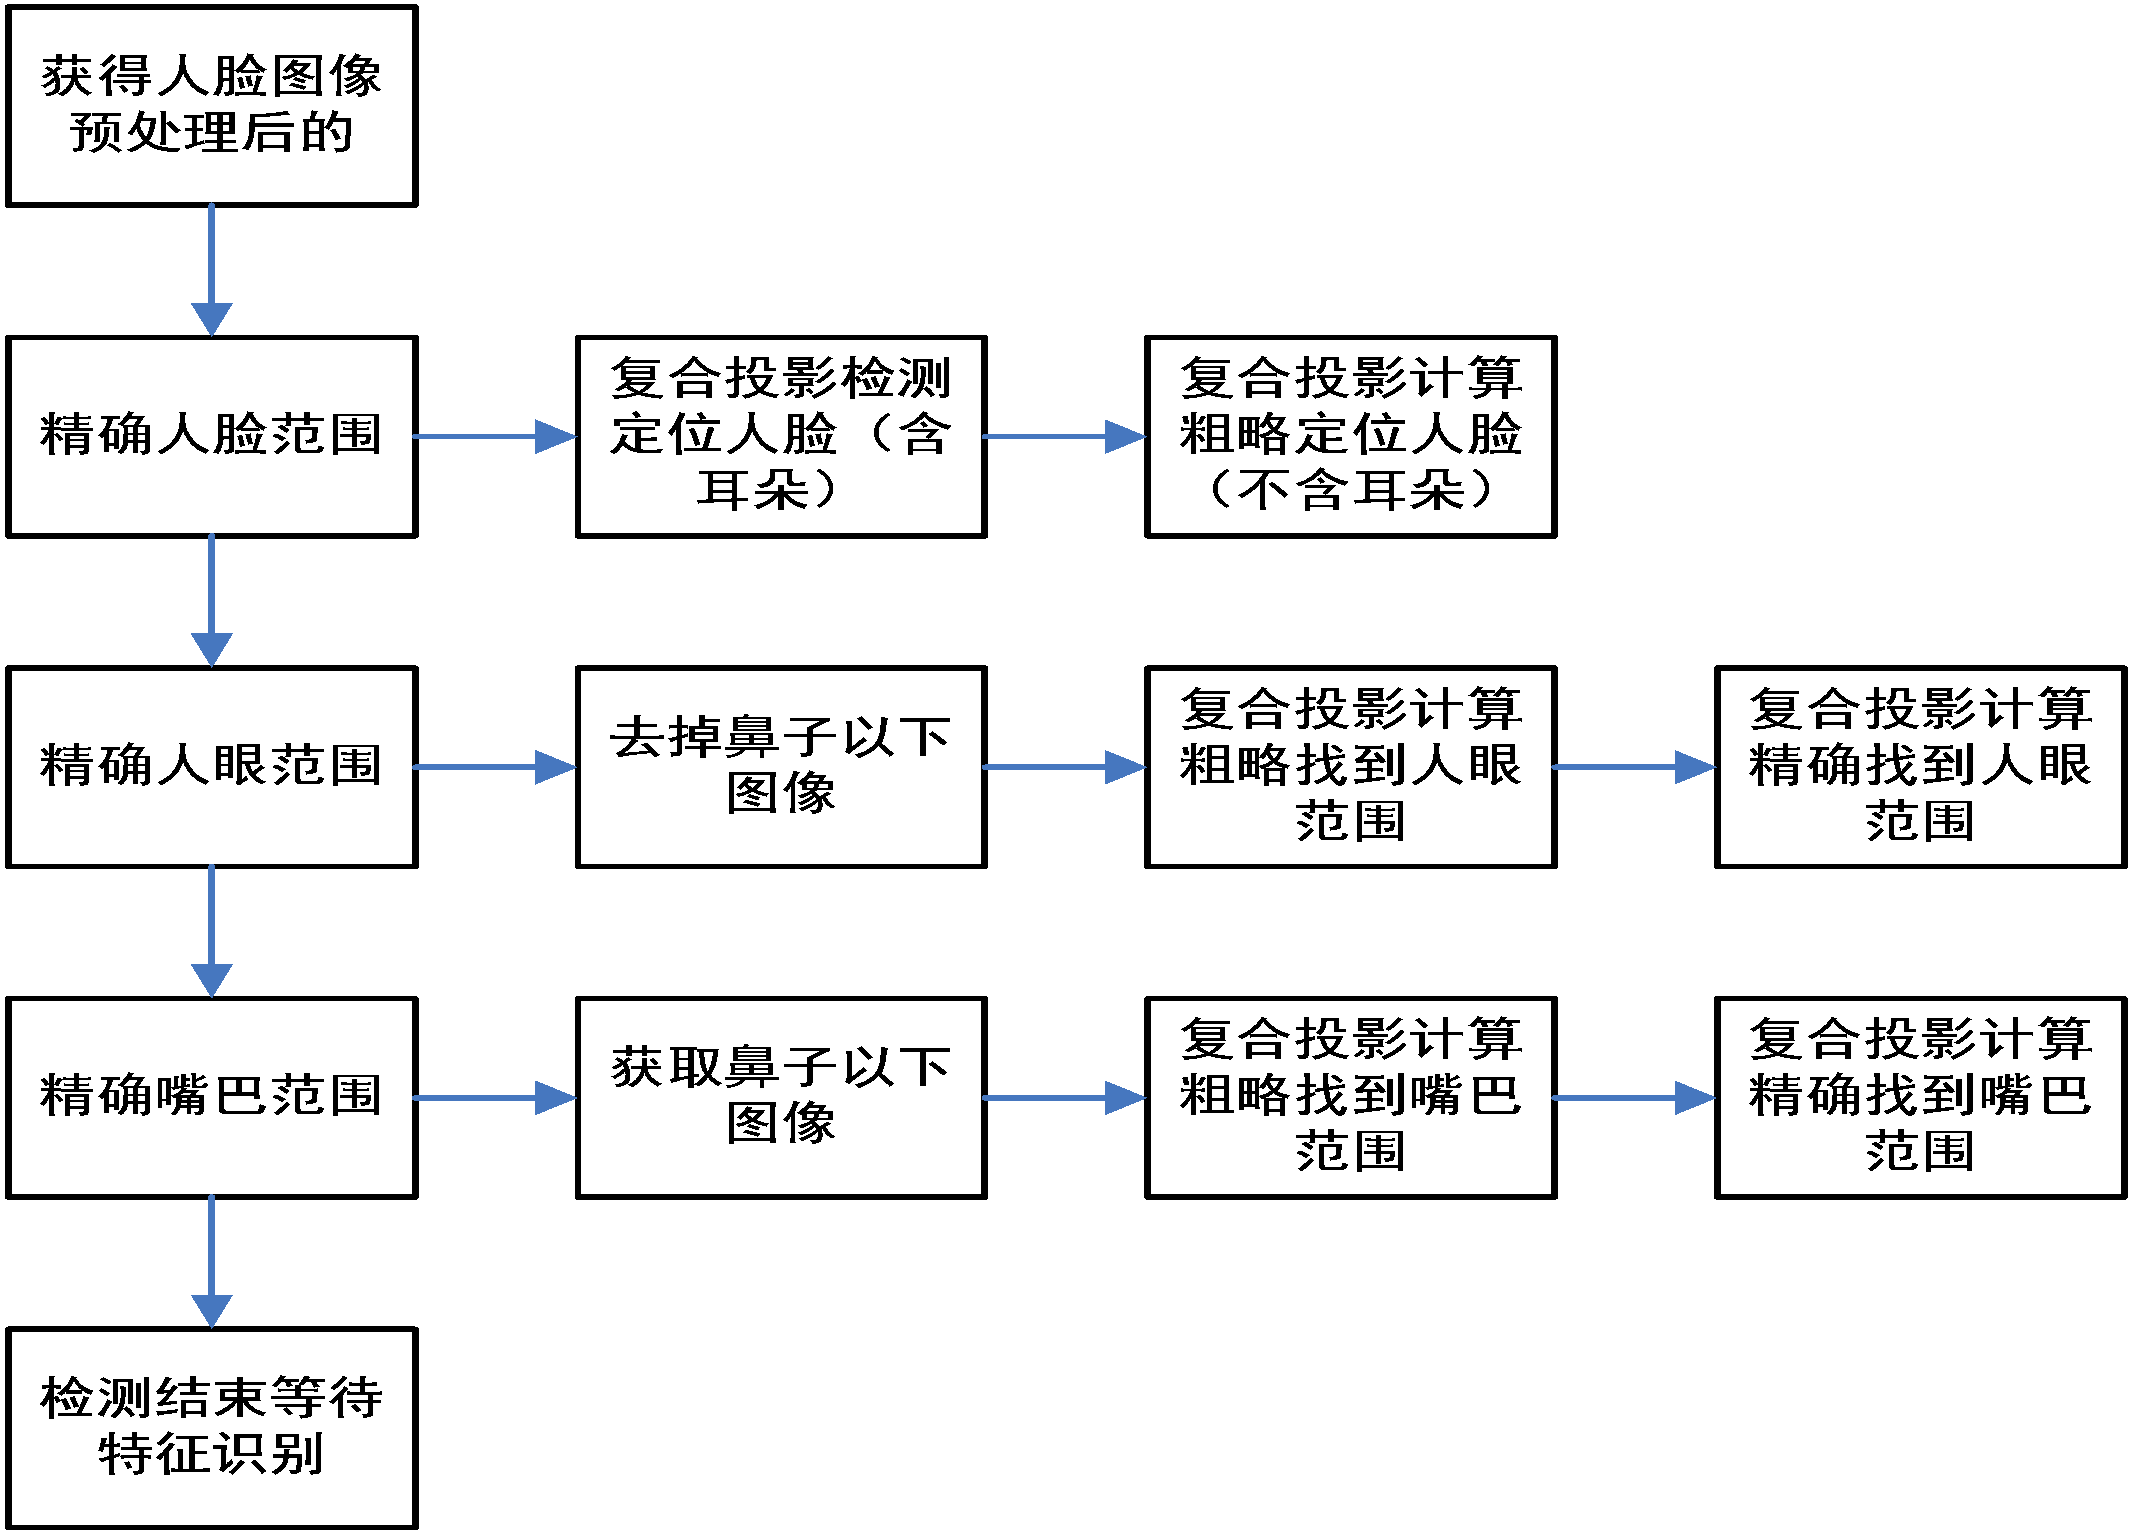 获得人脸图像
预处理后的
精确人脸范围
复合投影检测
定位人脸（含
耳朵）
复合投影计算
粗略定位人脸
（不含耳朵）
精确人眼范围
去掉鼻子以下
图像
复合投影计算
粗略找到人眼
范围
复合投影计算
精确找到人眼
范围
精确嘴巴范围
获取鼻子以下
图像
复合投影计算
粗略找到嘴巴
范围
复合投影计算
精确找到嘴巴
范围
检测结束等待
特征识别